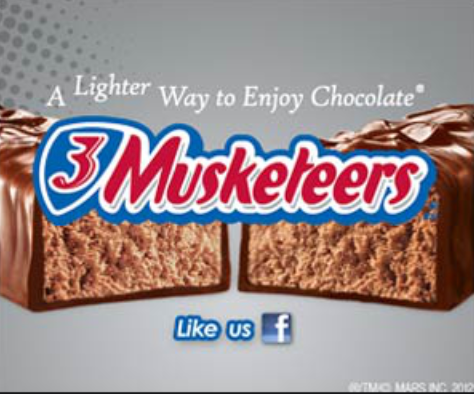 A Lighter Way to Enjoy Chocolate®
3 Musketeers
Like us f
®/TM/© MARS INC. 2012